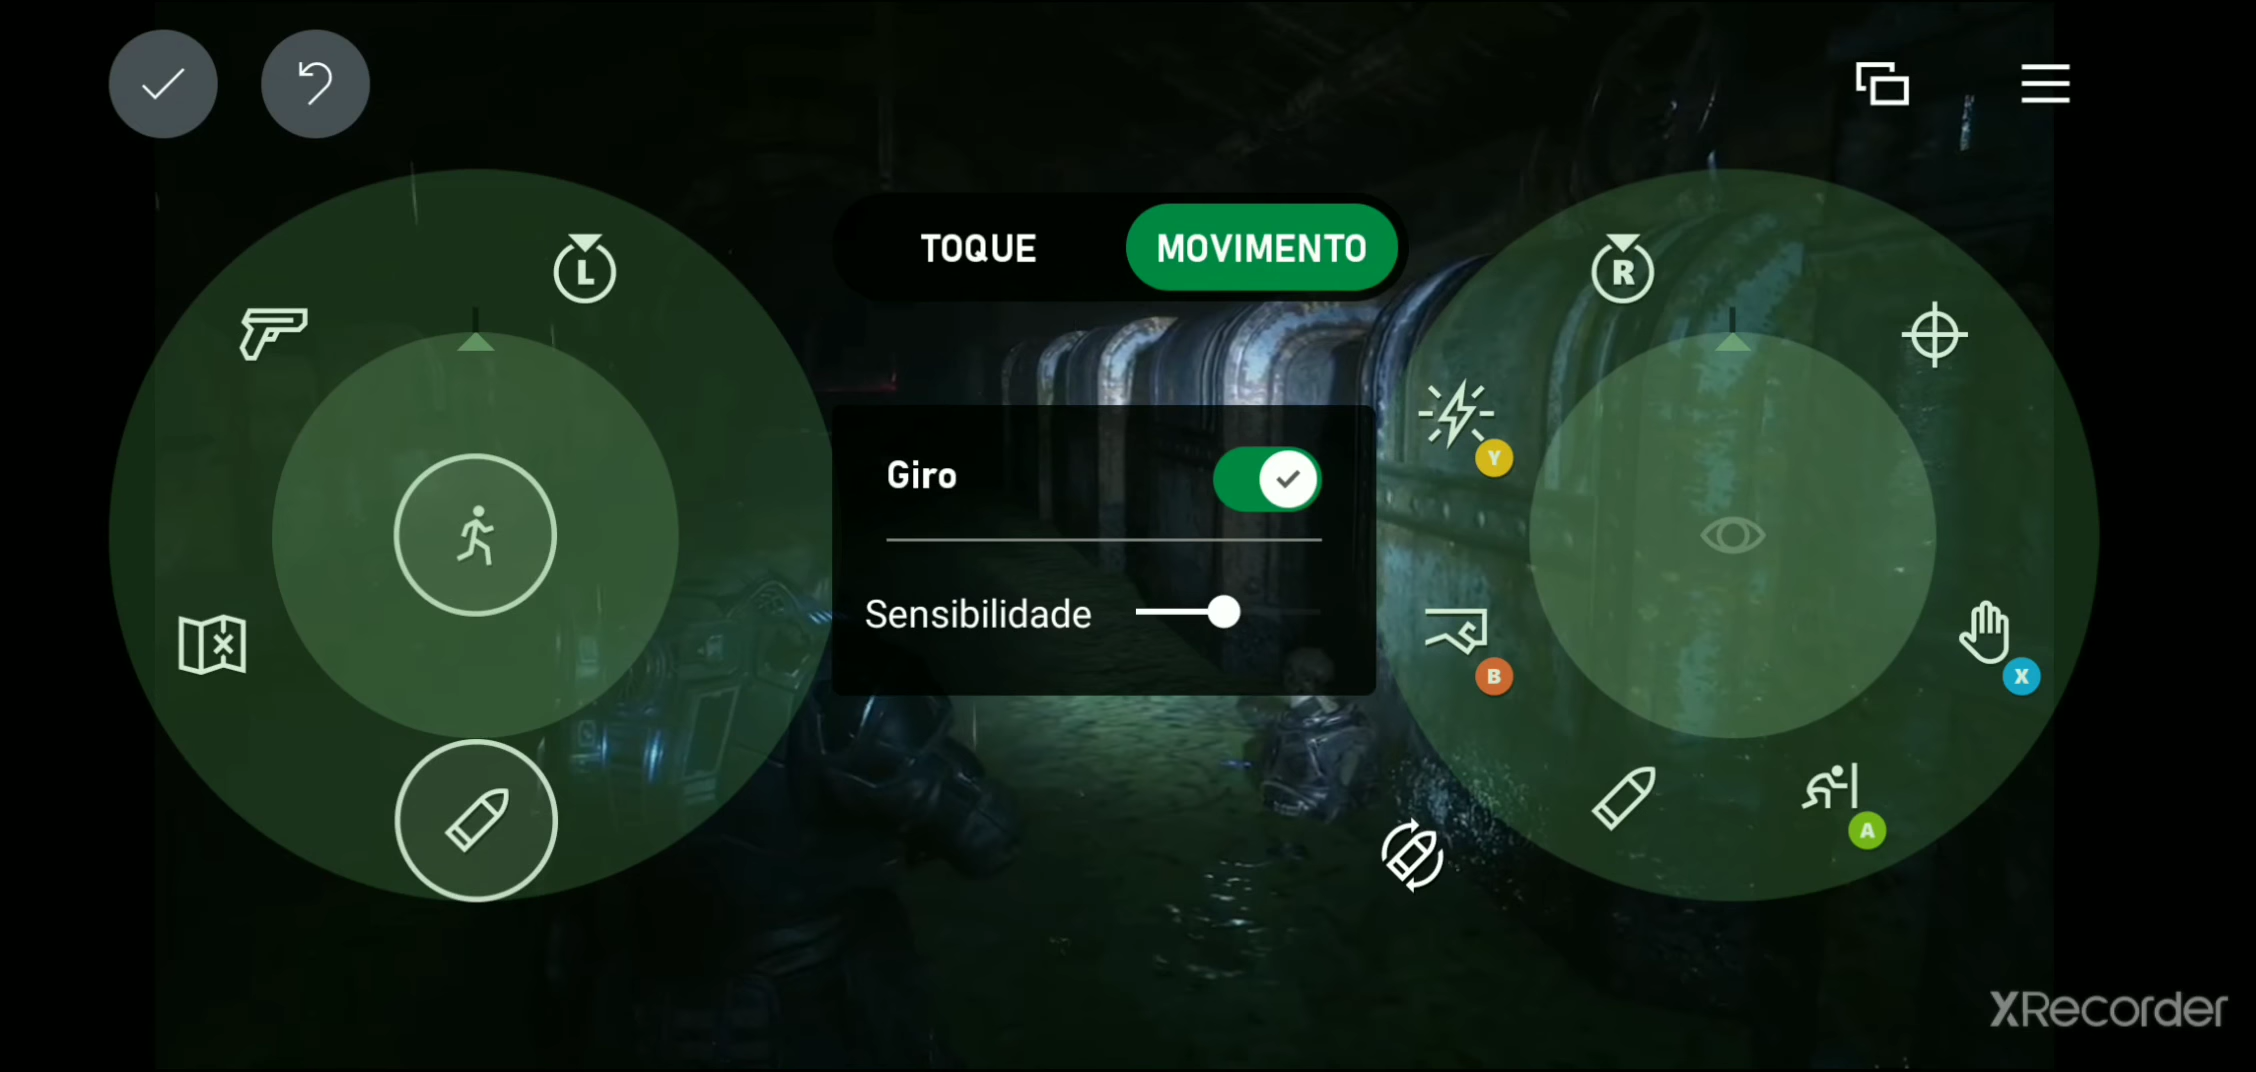 TOQUE MOVIMENTO
L
R
Giro
Y
Sensibilidade
B
X
A
XRecorder